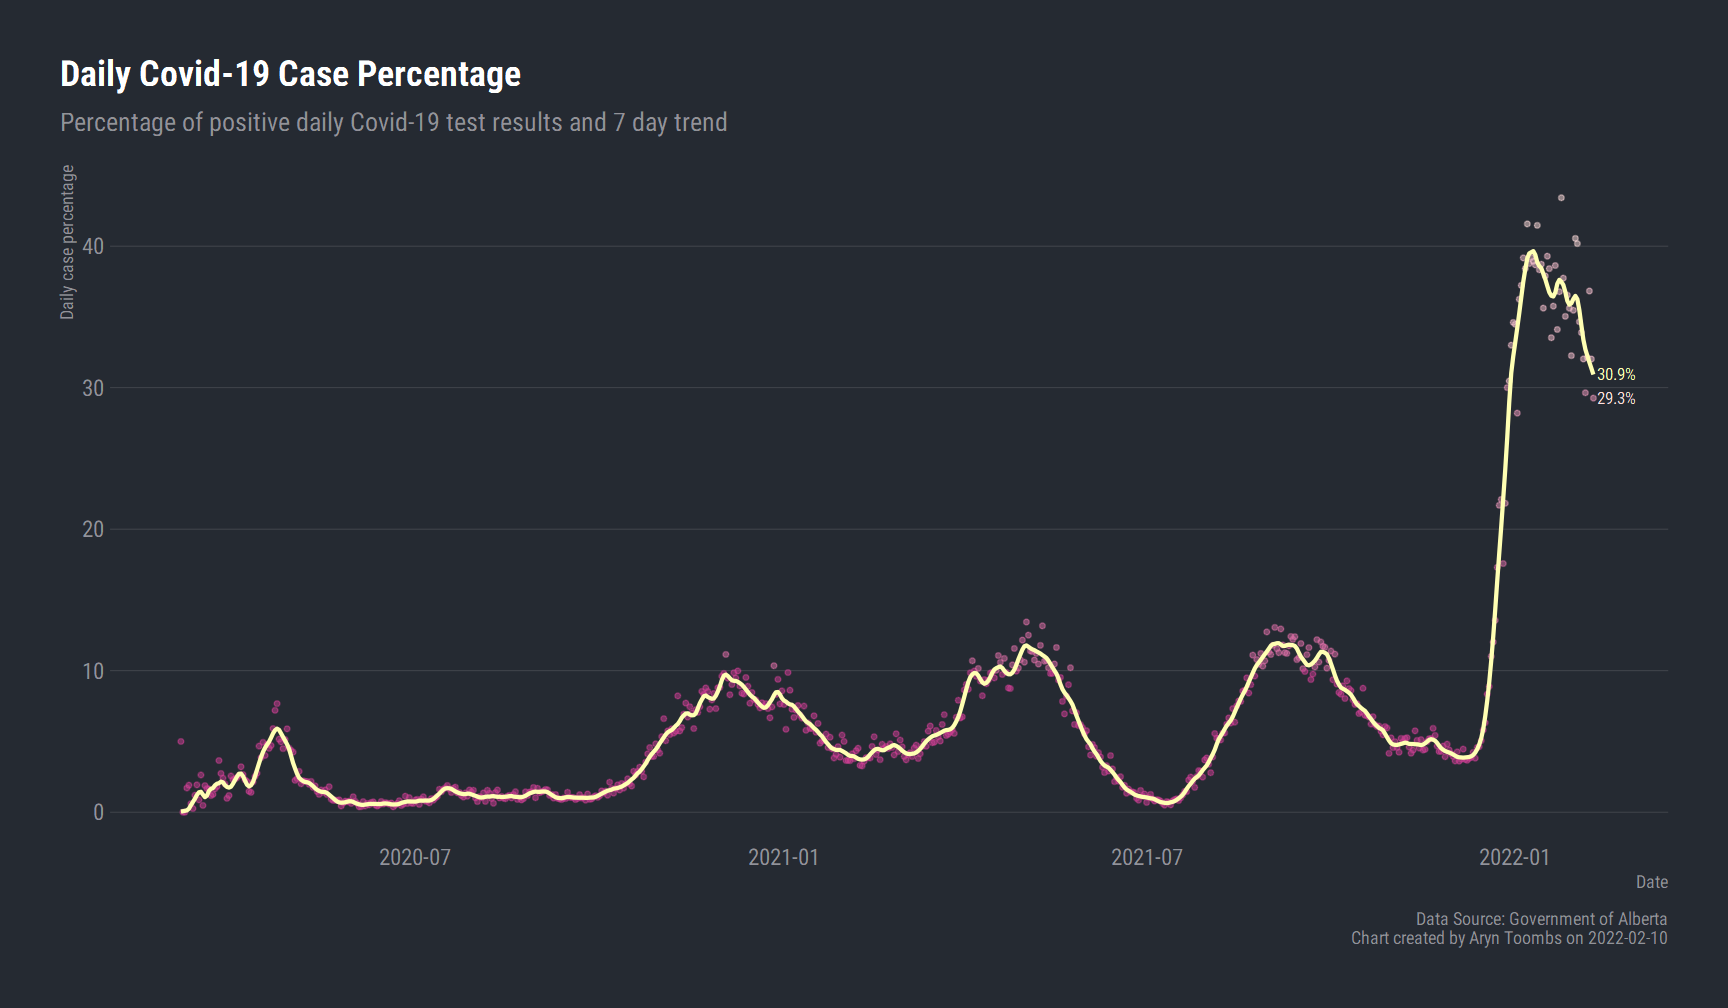 Daily Covid-19 Case Percentage
Percentage of positive daily Covid-19 test results and 7 day trend
Daily case percentage
40
30
20
10
0
30.9%
29.3%
2020-07
2021-01
2021-07
2022-01
Date
Data Source: Government of Alberta
Chart created by Aryn Toombs on 2022-02-10